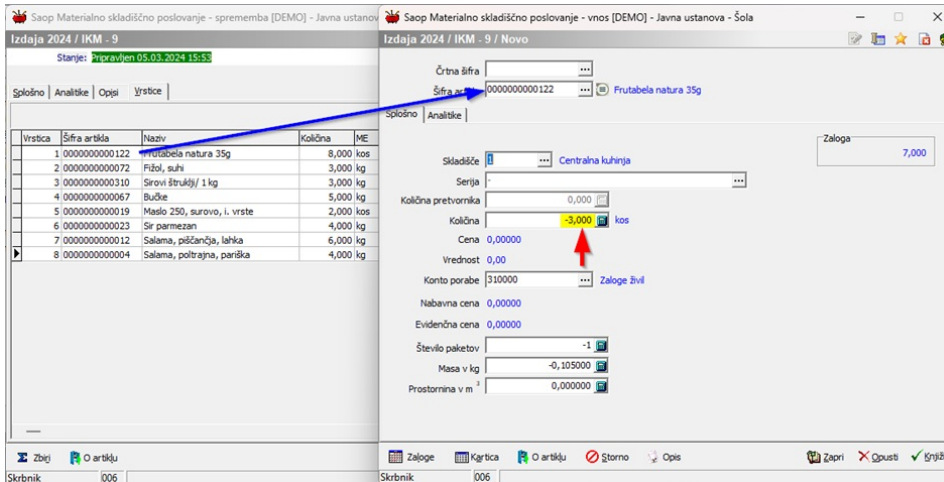 Saop Materialno skladiščno poslovanje - sprememba [DEMO] - Javna ustanov
Izdaja 2024 / IKM - 9
Stanje: Pripravljen 05.03.2024 15:53
Splošno Analitike Opisi Vrstice
Vrstica Šifra artikla Naziv Količina ME
1 0000000000122 Frutabela natura 35g 8,000 kos
2 0000000000072 Fižol, suhi 3,000 kg
3 0000000000310 Sirovi štruklji/ 1 kg 3,000 kg
4 0000000000067 Bučke 5,000 kg
5 0000000000019 Maslo 250, surovo, i. vrste 2,000 kos
6 0000000000023 Sir parmezan 4,000 kg
7 0000000000012 Salama, piščančja, lahka 6,000 kg
8 0000000000004 Salama, poltrajna, pariška 4,000 kg
Zbirj O artiklu
Skrbnik 006
Saop Materialno skladiščno poslovanje - vnos [DEMO] - Javna ustanova - Šola
Izdaja 2024 / IKM - 9 / Novo
Črtna šifra
Šifra artikla 0000000000122 Frutabela natura 35g
Splošno Analitike
Zaloga
7,000
Skladišče 1 Centralna kuhinja
Serija -
Količina pretvornika 0,000
Količina -3,000 kos
Cena 0,00000
Vrednost 0,00
Konto porabe 310000 Zaloge živil
Nabavna cena 0,00000
Evidenčna cena 0,00000
Število paketov -1
Masa v kg -0,105000
Prostornina v m ³ 0,000000
Zaloge Kartica O artiklu Storno Opis Zapri Opusti Knjiži
Skrbnik 006